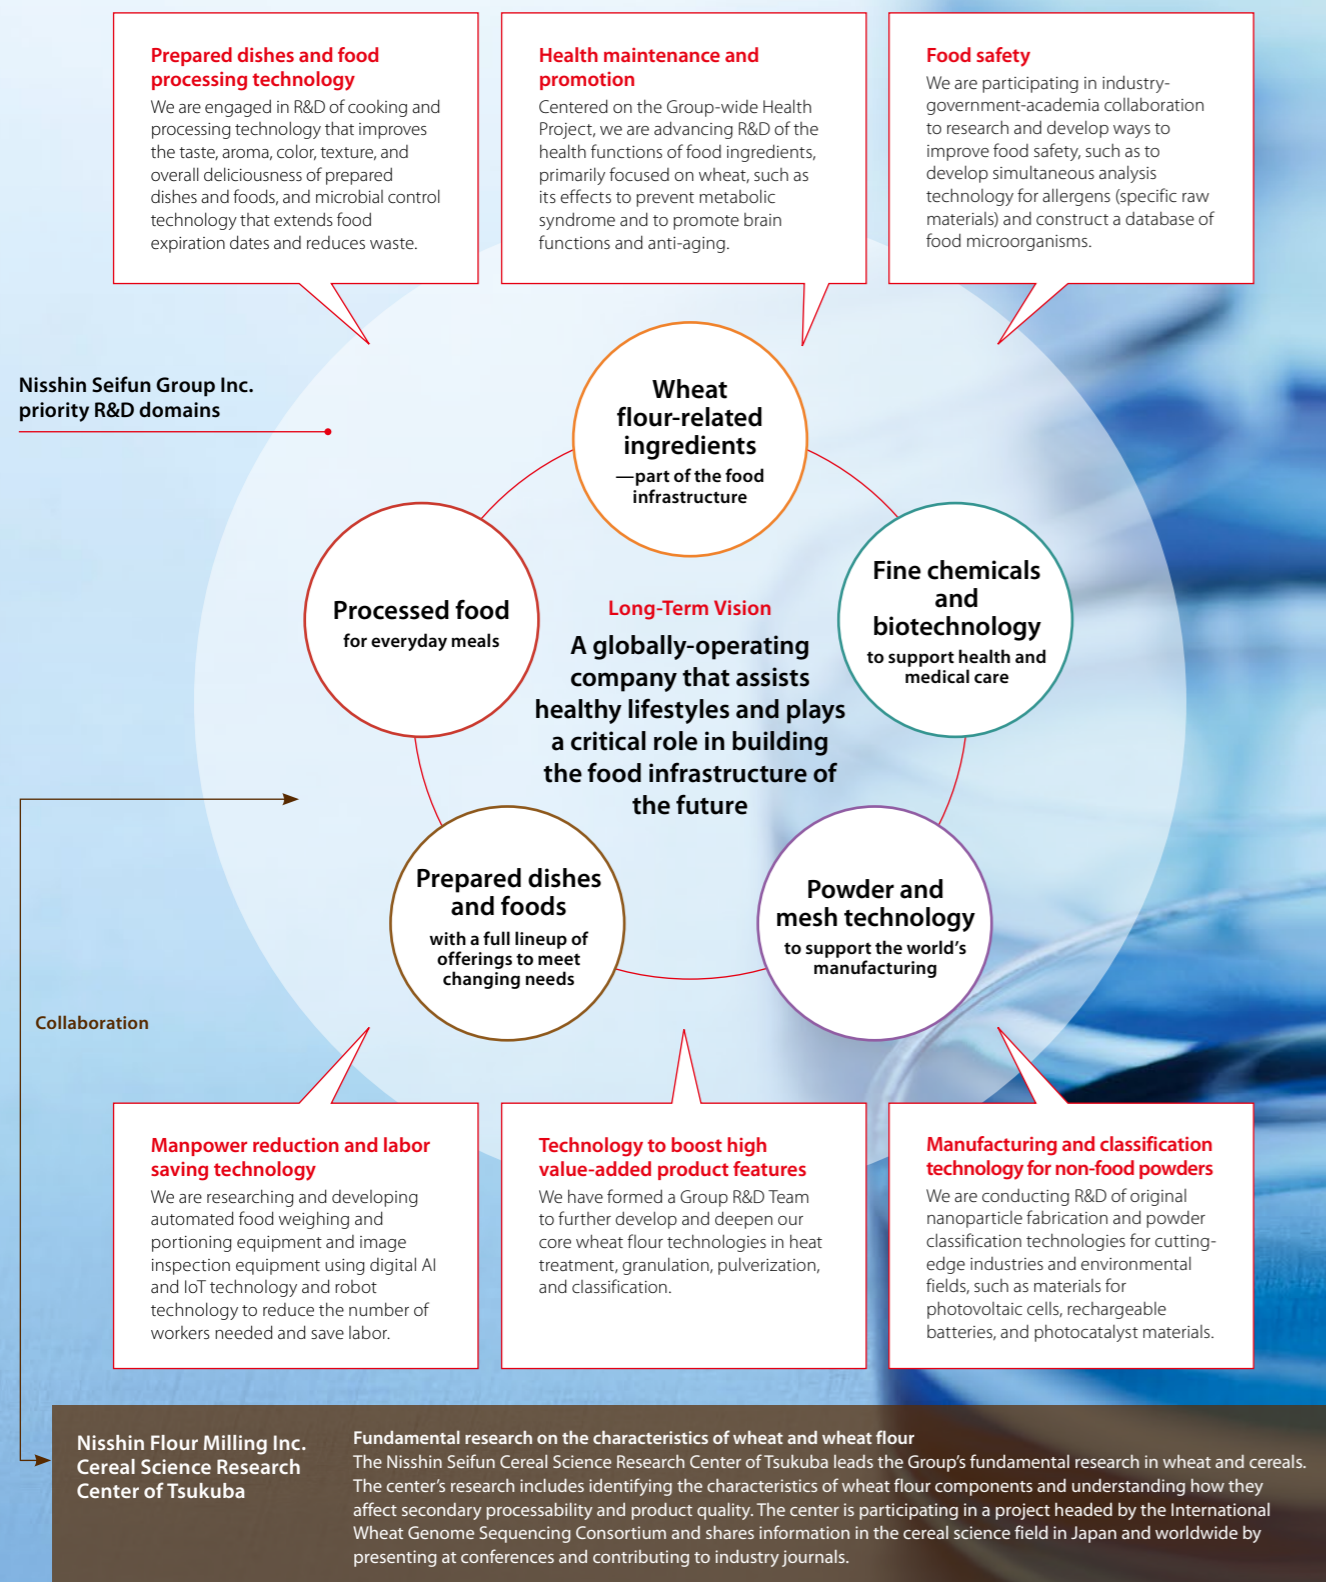 Prepared dishes and food
processing technology
We are engaged in R&D of cooking and
processing technology that improves
the taste, aroma, color, texture, and
overall deliciousness of prepared
dishes and foods, and microbial control
technology that extends food
expiration dates and reduces waste.
Health maintenance and
promotion
Centered on the Group-wide Health
Project, we are advancing R&D of the
health functions of food ingredients,
primarily focused on wheat, such as
its effects to prevent metabolic
syndrome and to promote brain
functions and anti-aging.
Food safety
We are participating in industry-
government-academia collaboration
to research and develop ways to
improve food safety, such as to
develop simultaneous analysis
technology for allergens (specific raw
materials) and construct a database of
food microorganisms.
Nisshin Seifun Group Inc.
priority R&D domains
Wheat
flour-related
ingredients
—part of the food
infrastructure
Processed food
for everyday meals
Fine chemicals
and
biotechnology
to support health and
medical care
Long-Term Vision
A globally-operating
company that assists
healthy lifestyles and plays
a critical role in building
the food infrastructure of
the future
Prepared dishes
and foods
with a full lineup of
offerings to meet
changing needs
Powder and
mesh technology
to support the world's
manufacturing
Collaboration
Manpower reduction and labor
saving technology
We are researching and developing
automated food weighing and
portioning equipment and image
inspection equipment using digital AI
and IoT technology and robot
technology to reduce the number of
workers needed and save labor.
Technology to boost high
value-added product features
We have formed a Group R&D Team
to further develop and deepen our
core wheat flour technologies in heat
treatment, granulation, pulverization,
and classification.
Manufacturing and classification
technology for non-food powders
We are conducting R&D of original
nanoparticle fabrication and powder
classification technologies for cutting-
edge industries and environmental
fields, such as materials for
photovoltaic cells, rechargeable
batteries, and photocatalyst materials.
Nisshin Flour Milling Inc.
Cereal Science Research
Center of Tsukuba
Fundamental research on the characteristics of wheat and wheat flour
The Nisshin Seifun Cereal Science Research Center of Tsukuba leads the Group's fundamental research in wheat and cereals.
The center's research includes identifying the characteristics of wheat flour components and understanding how they
affect secondary processability and product quality. The center is participating in a project headed by the International
Wheat Genome Sequencing Consortium and shares information in the cereal science field in Japan and worldwide by
presenting at conferences and contributing to industry journals.